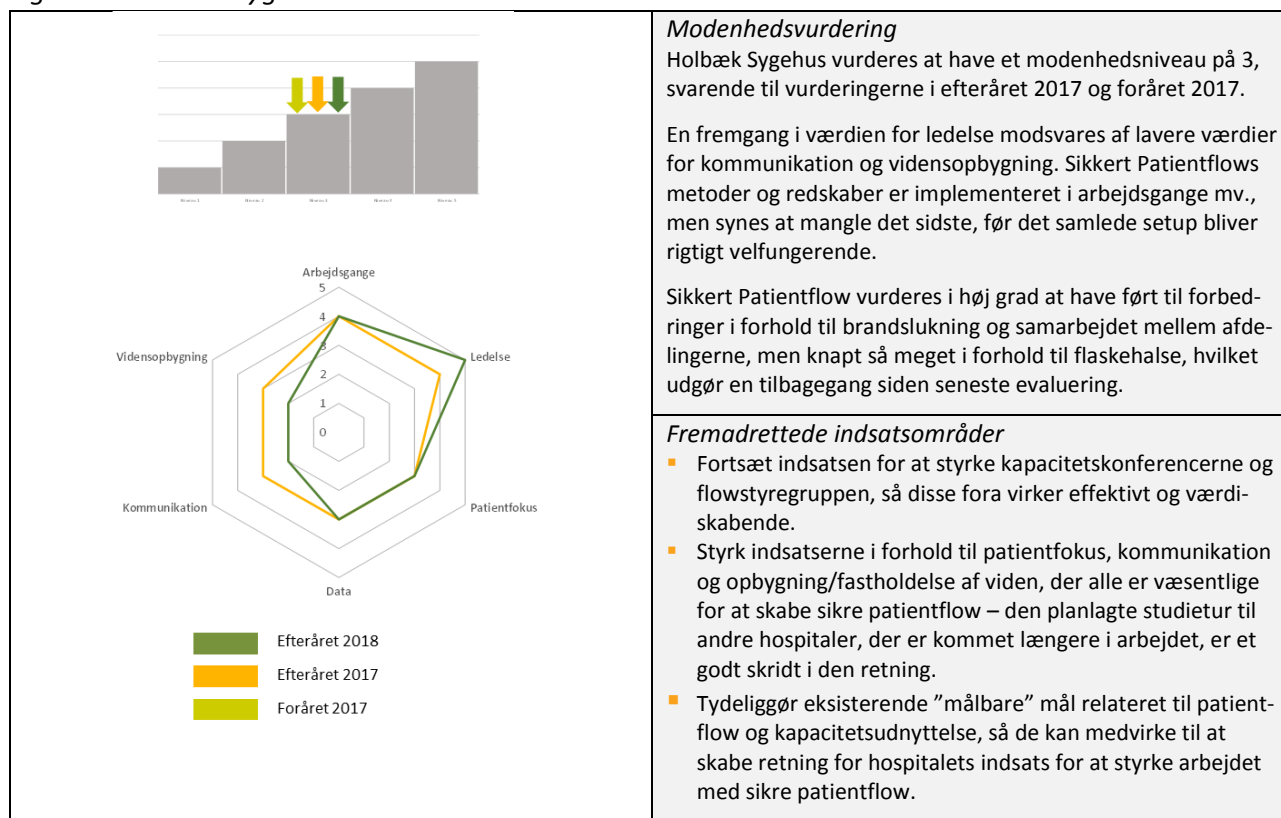 Modenhedsvurdering
Holbæk Sygehus vurderes at have et modenhedsniveau på 3,
svarende til vurderingerne i efteråret 2017 og foråret 2017.
En fremgang i værdien for ledelse modsvares af lavere værdier
for kommunikation og vidensopbygning. Sikkert Patientflows
metoder og redskaber er implementeret i arbejdsgange mv.,
men synes at mangle det sidste, før det samlede setup bliver
rigtigt velfungerende.
Sikkert Patientflow vurderes i høj grad at have ført til forbed-
ringer i forhold til brandslukning og samarbejdet mellem afde-
lingerne, men knapt så meget i forhold til flaskehalse, hvilket
udgør en tilbagegang siden seneste evaluering.
Arbejdsgange
5
4
3
2
1
0
Vidensopbygning
Ledelse
Kommunikation
Patientfokus
Data
Efteråret 2018
Efteråret 2017
Foråret 2017
Fremadrettede indsatsområder
Fortsæt indsatsen for at styrke kapacitetskonferencerne og
flowstyregruppen, så disse fora virker effektivt og værdi-
skabende.
Styrk indsatserne i forhold til patientfokus, kommunikation
og opbygning/fastholdelse af viden, der alle er væsentlige
for at skabe sikre patientflow – den planlagte studietur til
andre hospitaler, der er kommet længere i arbejdet, er et
godt skridt i den retning.
Tydeliggør eksisterende ”målbare” mål relateret til patient-
flow og kapacitetsudnyttelse, så de kan medvirke til at
skabe retning for hospitalets indsats for at styrke arbejdet
med sikre patientflow.